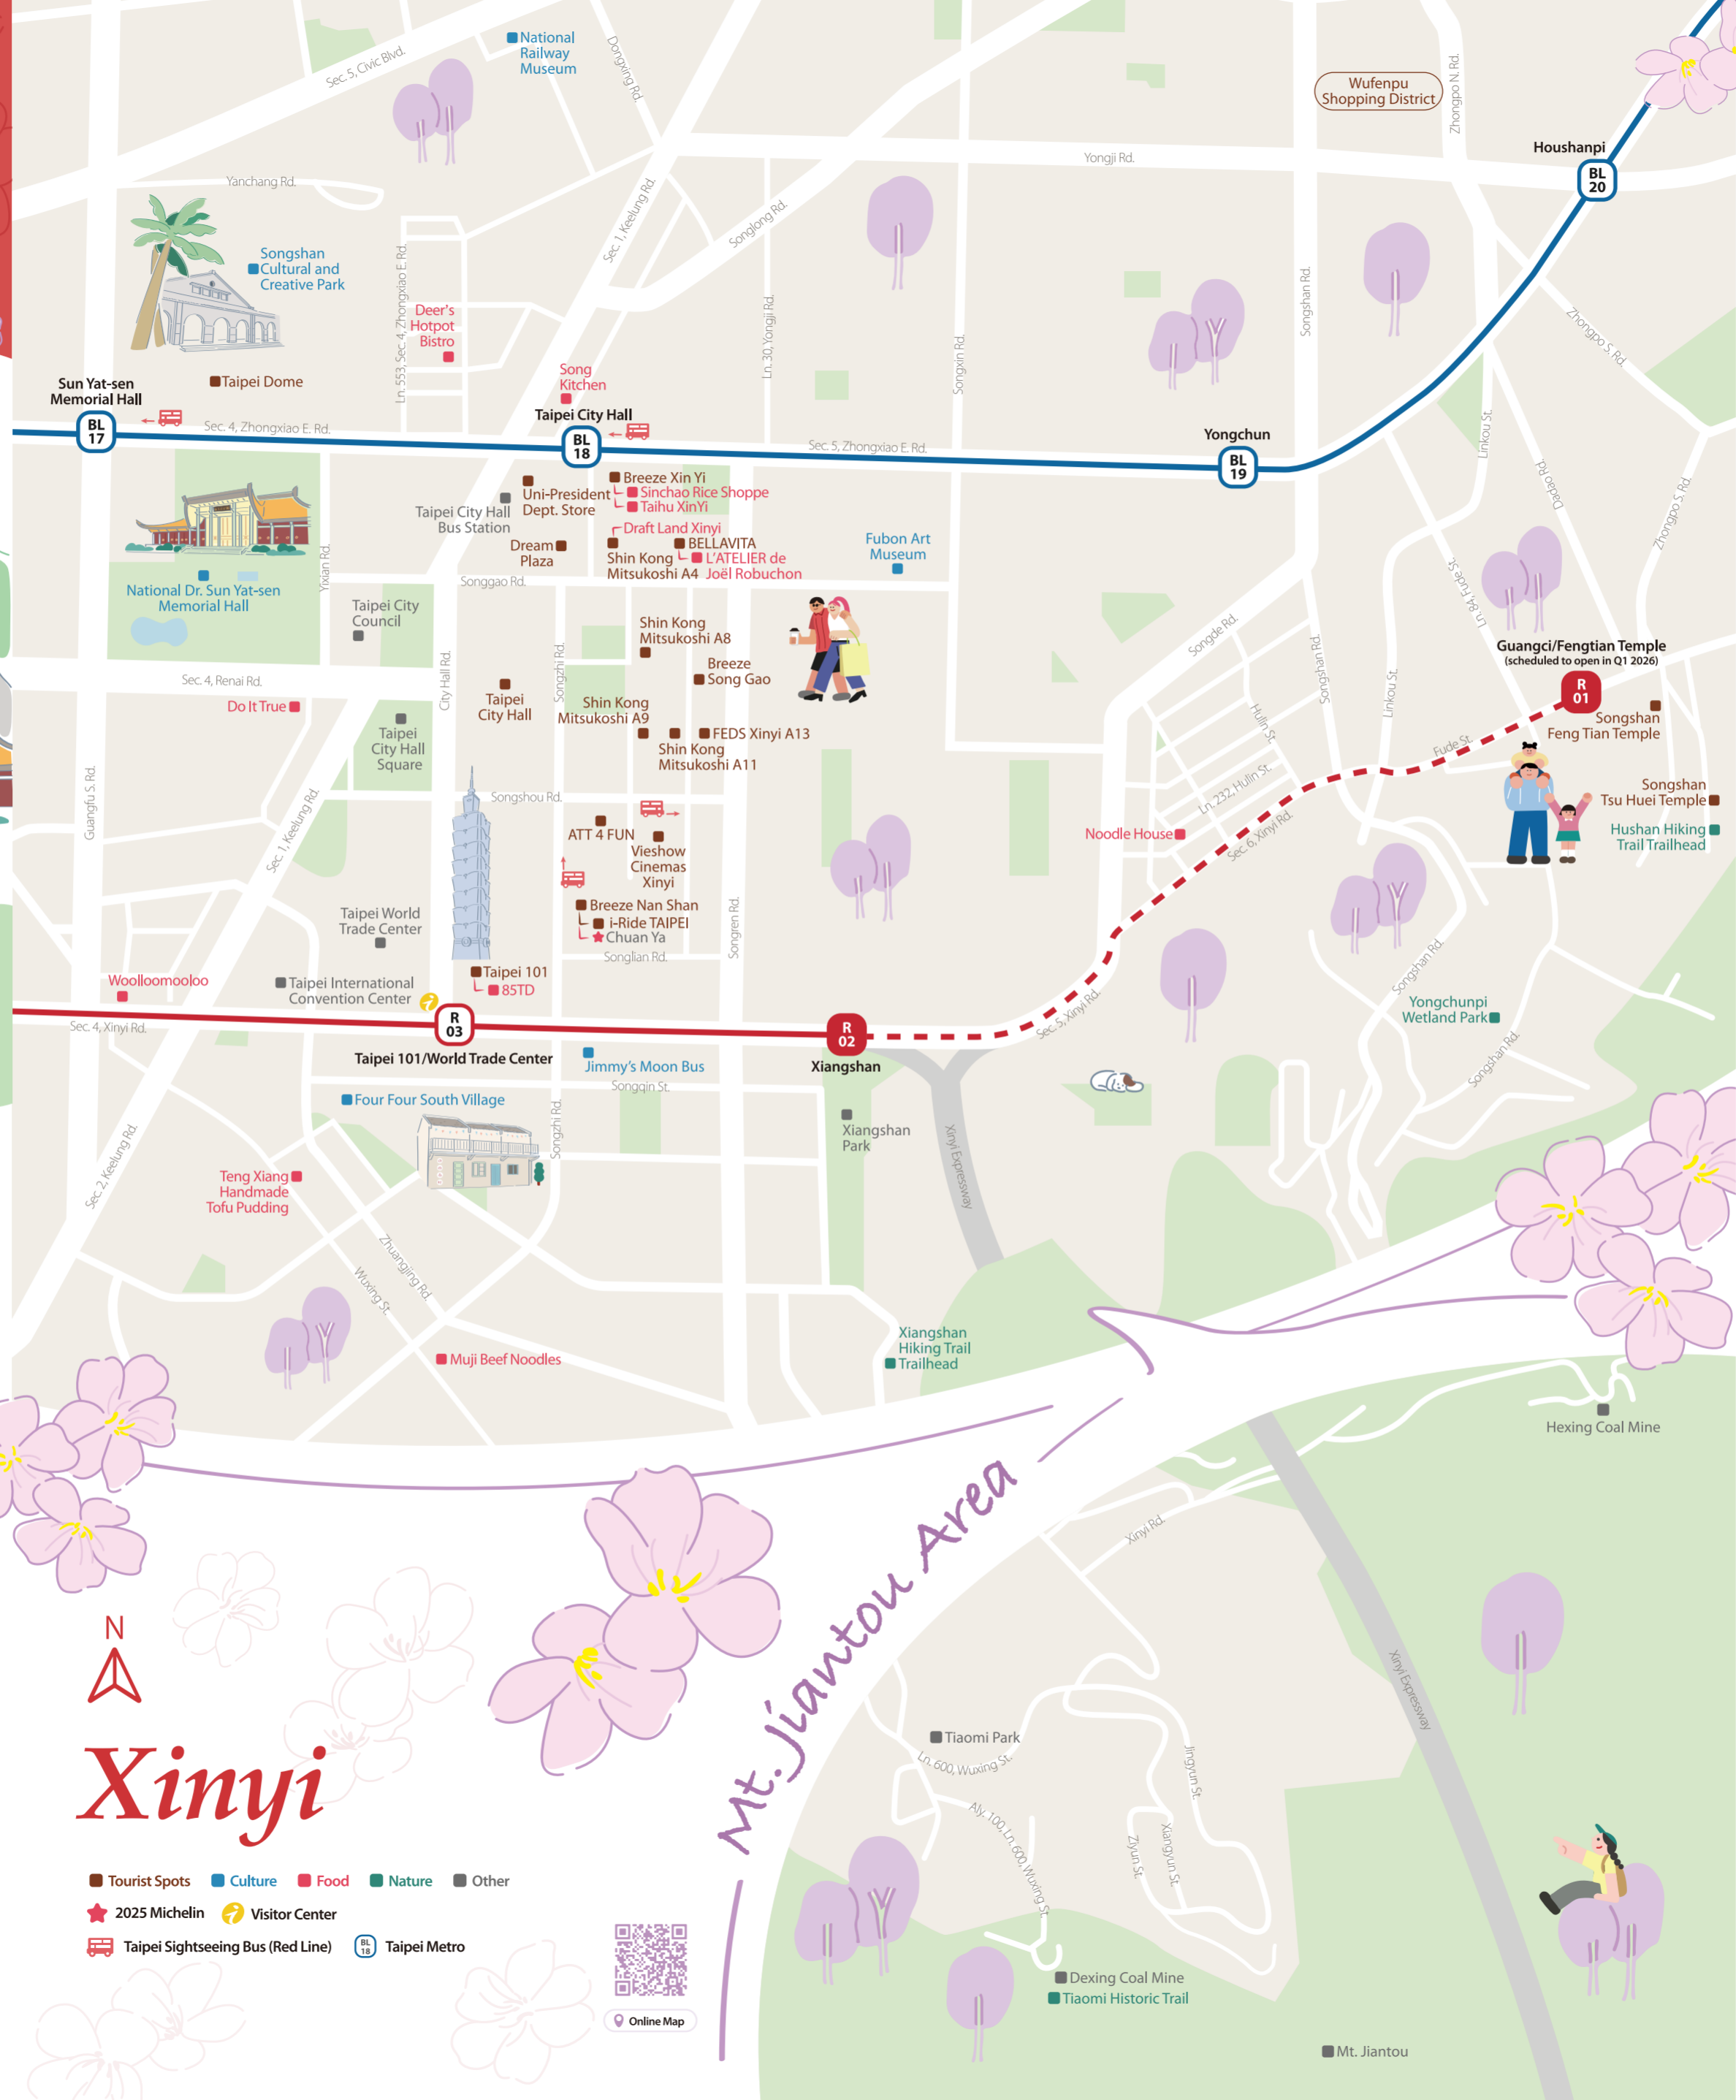 National
Railway
Museum
Sec. 5, Civic Blvd.
Dongxing Rd.
Wufenpu
Shopping District
Zhongpo N. Rd.
Houshanpi
BL
20
Yongji Rd.
Yanchang Rd.
Sec. 1, Keelung Rd.
Songlong Rd.
Songshan
Cultural and
Creative Park
Ln. 553, Sec. 4, Zhongxiao E. Rd.
Deer's
Hotpot
Bistro
Ln. 30, Yongji Rd.
Songxin Rd.
Songshan Rd.
Zhongpo S. Rd.
Sun Yat-sen
Memorial Hall
BL
17
Taipei Dome
Song
Kitchen
Taipei City Hall
BL
18
Sec. 4, Zhongxiao E. Rd.
Sec. 5, Zhongxiao E. Rd.
Yongchun
BL
19
Linkou St.
Dadao Rd.
Zhongpo S. Rd.
Uni-President
Dept. Store
Breeze Xin Yi
Sinchao Rice Shoppe
Taihu XinYi
Taipei City Hall
Bus Station
Draft Land Xinyi
Dream
Plaza
Shin Kong
Mitsukoshi A4
BELLAVITA
L'ATELIER de
Joël Robuchon
Fubon Art
Museum
Yixian Rd.
Songgao Rd.
National Dr. Sun Yat-sen
Memorial Hall
Taipei City
Council
Ln. 84, Fude St.
Songde Rd.
Shin Kong
Mitsukoshi A8
Breeze
Song Gao
City Hall Rd.
Songzhi Rd.
Songshan Rd.
Linkou St.
Guangci/Fengtian Temple
(scheduled to open in Q1 2026)
R
01
Songshan
Feng Tian Temple
Sec. 4, Renai Rd.
Do It True
Taipei
City Hall
Shin Kong
Mitsukoshi A9
FEDS Xinyi A13
Shin Kong
Mitsukoshi A11
Taipei
City Hall
Square
Hulin St.
Fude St.
Guangfu S. Rd.
Sec. 1, Keelung Rd.
Songshou Rd.
Ln. 232, Hulin St.
Songshan
Tsu Huei Temple
Hushan Hiking
Trail Trailhead
ATT 4 FUN
Vieshow
Cinemas
Xinyi
Noodle House
Sec. 6, Xinyi Rd.
Breeze Nan Shan
i-Ride TAIPEI
Chuan Ya
Songlian Rd.
Songren Rd.
Taipei World
Trade Center
Songshan Rd.
Woolloomooloo
Taipei International
Convention Center
Taipei 101
85TD
Yongchunpi
Wetland Park
Sec. 4, Xinyi Rd.
R
03
Taipei 101/World Trade Center
R
02
Xiangshan
Sec. 5, Xinyi Rd.
Songshan Rd.
Jimmy's Moon Bus
Songqin St.
Four Four South Village
Songzhi Rd.
Xiangshan
Park
Xinyi Expressway
Sec. 2, Keelung Rd.
Teng Xiang
Handmade
Tofu Pudding
Zhuangjing Rd.
Wuxing St.
Muji Beef Noodles
Xiangshan
Hiking Trail
Trailhead
Hexing Coal Mine
Mt. Jiantou Area
Xinyi Rd.
Xinyi Expressway
Tiaomi Park
Ln. 600, Wuxing St.
Jingyun St.
Aly. 100, Ln. 600, Wuxing St.
Ziyun St.
Xiangyun St.
Dexing Coal Mine
Tiaomi Historic Trail
Mt. Jiantou
N
Xinyi
Tourist Spots
Culture
Food
Nature
Other
2025 Michelin
Visitor Center
Taipei Sightseeing Bus (Red Line)
BL
18
Taipei Metro
Online Map